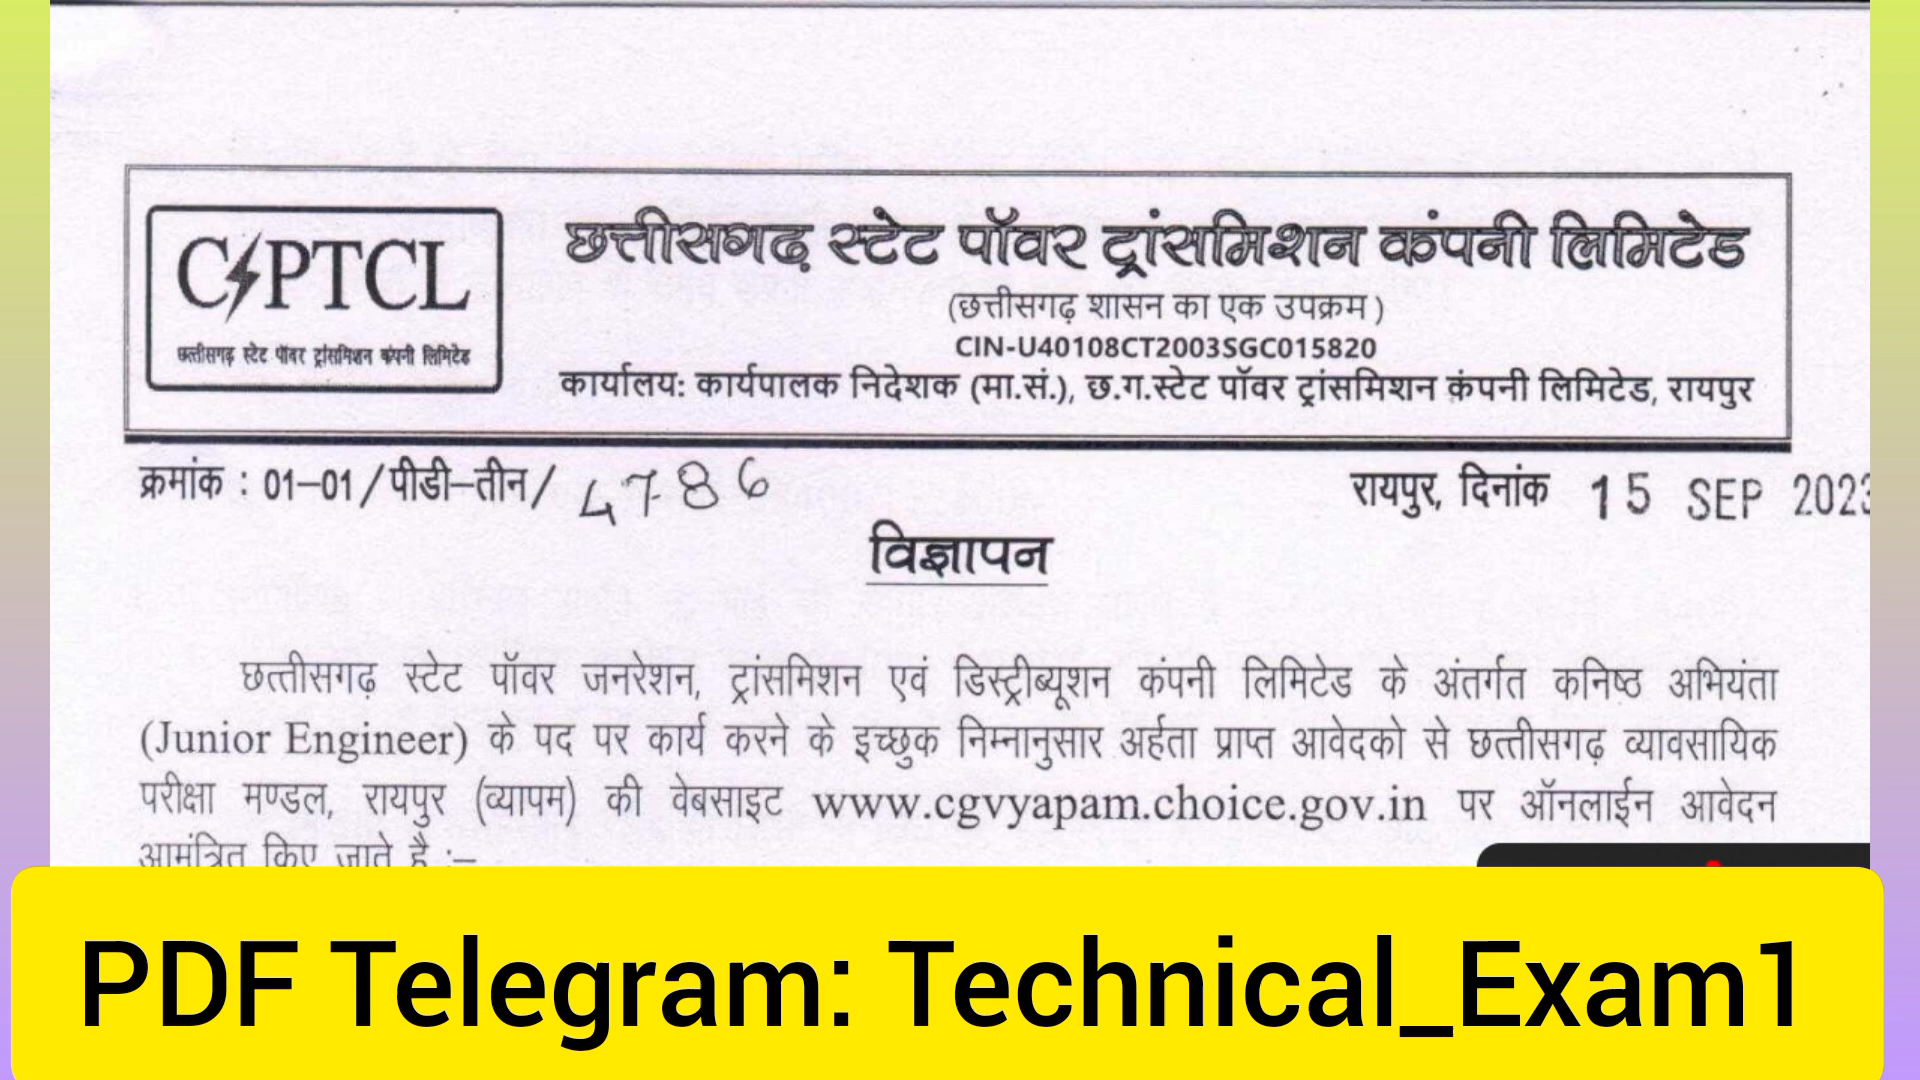 CSPTCL
छत्तीसगढ़ स्टेट पॉवर ट्रांसमिशन कंपनी लिमिटेड
छत्तीसगढ़ स्टेट पॉवर ट्रांसमिशन कंपनी लिमिटेड
(छत्तीसगढ़ शासन का एक उपक्रम)
CIN-U40108CT2003SGC015820
कार्यालय: कार्यपालक निदेशक (मा.सं.), छ.ग.स्टेट पॉवर ट्रांसमिशन कंपनी लिमिटेड, रायपुर
क्रमांक : 01-01/पीडी-तीन/ 4786 रायपुर, दिनांक 15 SEP 2023
विज्ञापन
छत्तीसगढ़ स्टेट पॉवर जनरेशन, ट्रांसमिशन एवं डिस्ट्रीब्यूशन कंपनी लिमिटेड के अंतर्गत कनिष्ठ अभियंता
(Junior Engineer) के पद पर कार्य करने के इच्छुक निम्नानुसार अर्हता प्राप्त आवेदको से छत्तीसगढ़ व्यावसायिक
परीक्षा मण्डल, रायपुर (व्यापम) की वेबसाइट www.cgvyapam.choice.gov.in पर ऑनलाईन आवेदन
आमंत्रित किए जाते है :–
PDF Telegram: Technical_Exam1